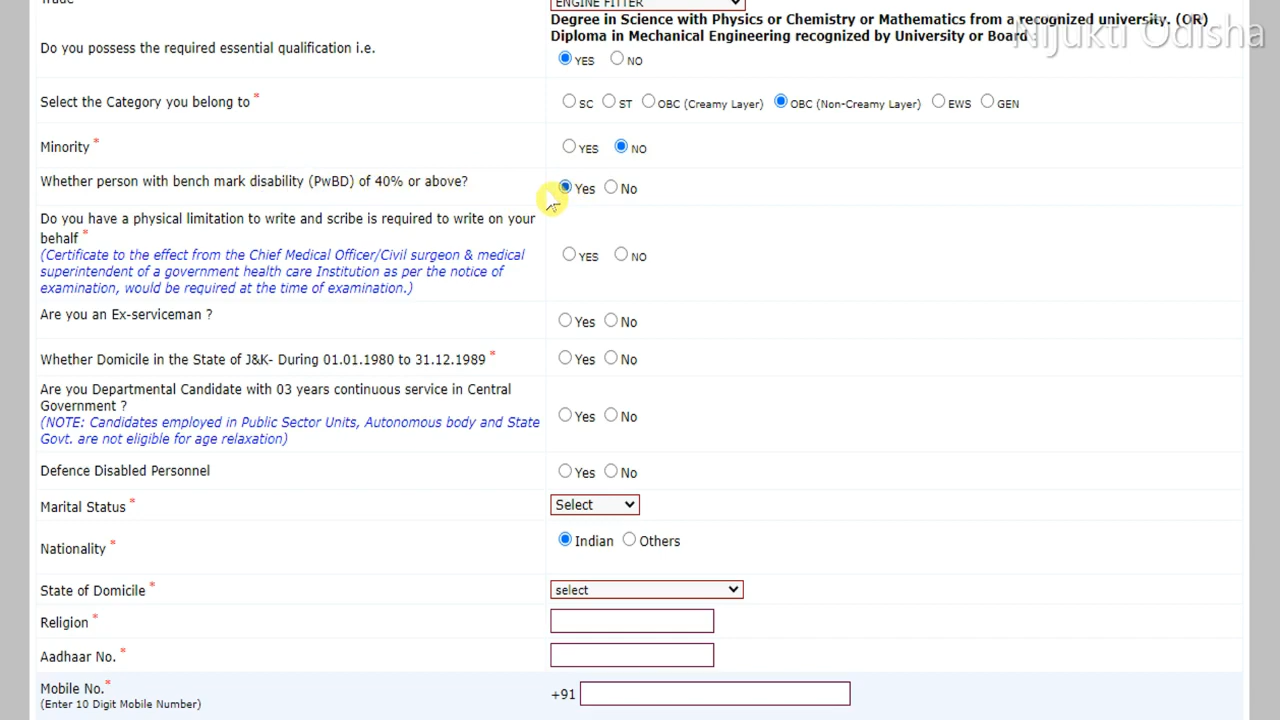 Trade ENGINE FITTER
Degree in Science with Physics or Chemistry or Mathematics from a recognized university. (OR)
Diploma in Mechanical Engineering recognized by University or Board
Nijukti Odisha
Do you possess the required essential qualification i.e.
YES NO
Select the Category you belong to * SC ST OBC (Creamy Layer) OBC (Non-Creamy Layer) EWS GEN
Minority * YES NO
Whether person with bench mark disability (PwBD) of 40% or above? Yes No
Do you have a physical limitation to write and scribe is required to write on your
behalf *
(Certificate to the effect from the Chief Medical Officer/Civil surgeon & medical
superintendent of a government health care Institution as per the notice of
examination, would be required at the time of examination.)
YES NO
Are you an Ex-serviceman ? Yes No
Whether Domicile in the State of J&K- During 01.01.1980 to 31.12.1989 * Yes No
Are you Departmental Candidate with 03 years continuous service in Central
Government ?
(NOTE: Candidates employed in Public Sector Units, Autonomous body and State
Govt. are not eligible for age relaxation)
Yes No
Defence Disabled Personnel Yes No
Marital Status * Select
Nationality * Indian Others
State of Domicile * select
Religion *
Aadhaar No. *
Mobile No.* +91
(Enter 10 Digit Mobile Number)